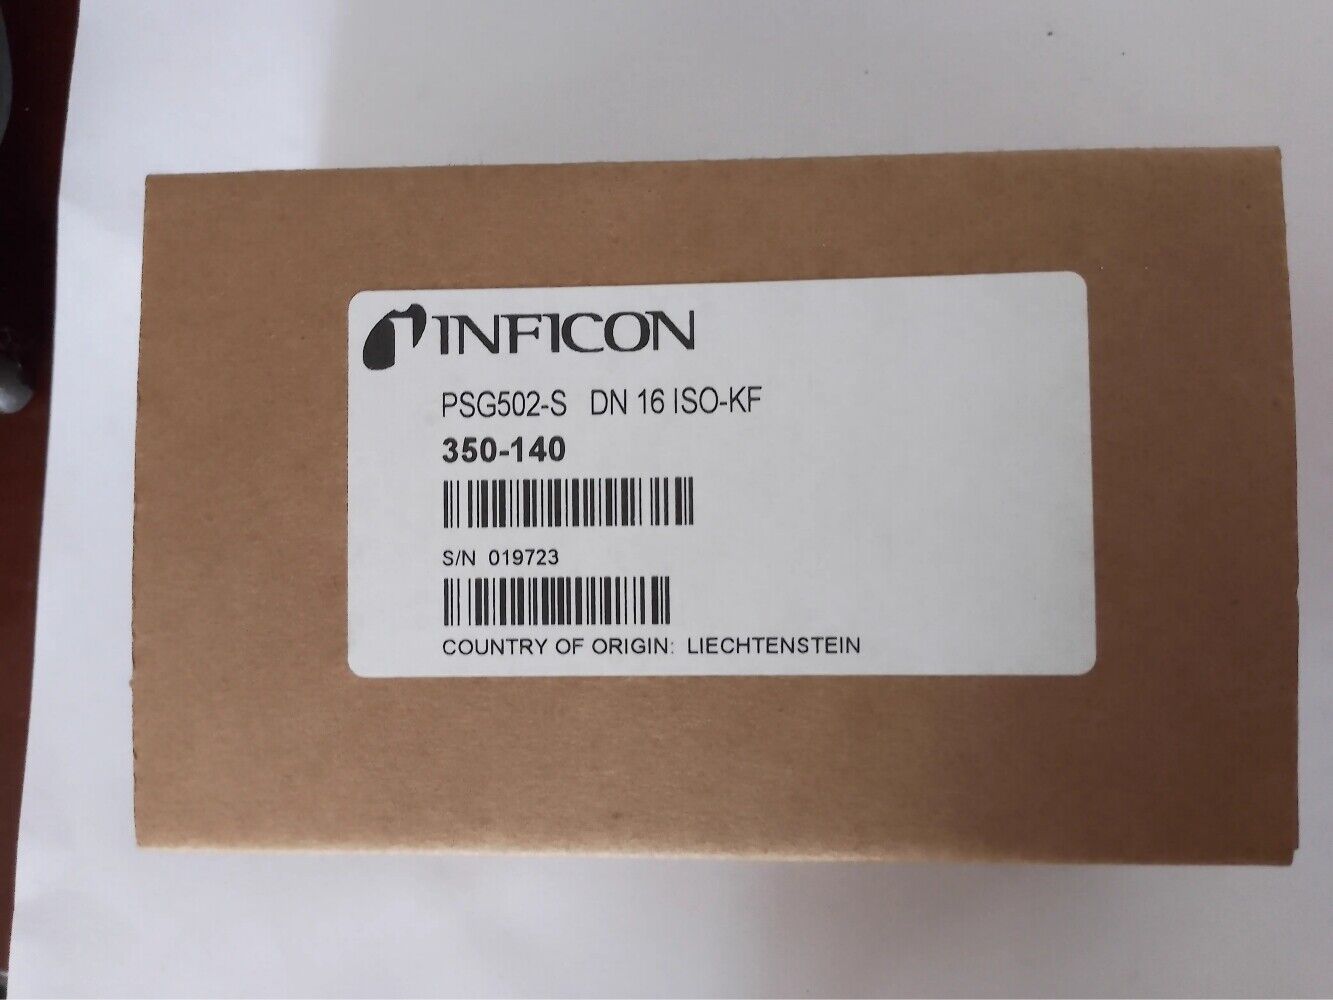 INFICON
PSG502-S DN 16 ISO-KF
350-140
S/N 019723
COUNTRY OF ORIGIN: LIECHTENSTEIN